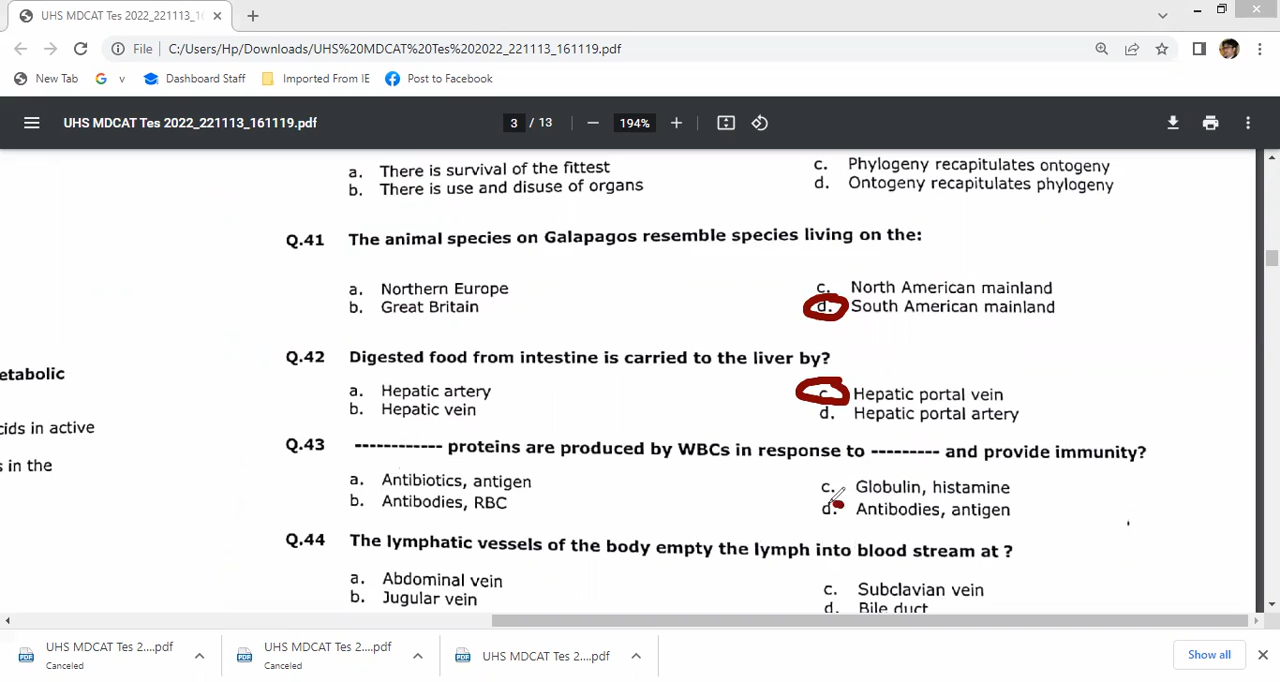 UHS MDCAT Tes 2022_221113_1
File C:/Users/Hp/Downloads/UHS%20MDCAT%20Tes%202022_221113_161119.pdf
New Tab G v Dashboard Staff Imported From IE Post to Facebook
UHS MDCAT Tes 2022_221113_161119.pdf 3 / 13 194%
a. There is survival of the fittest c. Phylogeny recapitulates ontogeny
b. There is use and disuse of organs d. Ontogeny recapitulates phylogeny
Q.41 The animal species on Galapagos resemble species living on the:
a. Northern Europe c. North American mainland
b. Great Britain d. South American mainland
Q.42 Digested food from intestine is carried to the liver by?
etabolic
a. Hepatic artery c. Hepatic portal vein
b. Hepatic vein d. Hepatic portal artery
cids in active
Q.43 ------------ proteins are produced by WBCs in response to --------- and provide immunity?
s in the
a. Antibiotics, antigen c. Globulin, histamine
b. Antibodies, RBC d. Antibodies, antigen
Q.44 The lymphatic vessels of the body empty the lymph into blood stream at ?
a. Abdominal vein c. Subclavian vein
b. Jugular vein d. Bile duct
UHS MDCAT Tes 2....pdf UHS MDCAT Tes 2....pdf UHS MDCAT Tes 2....pdf Show all
Canceled Canceled